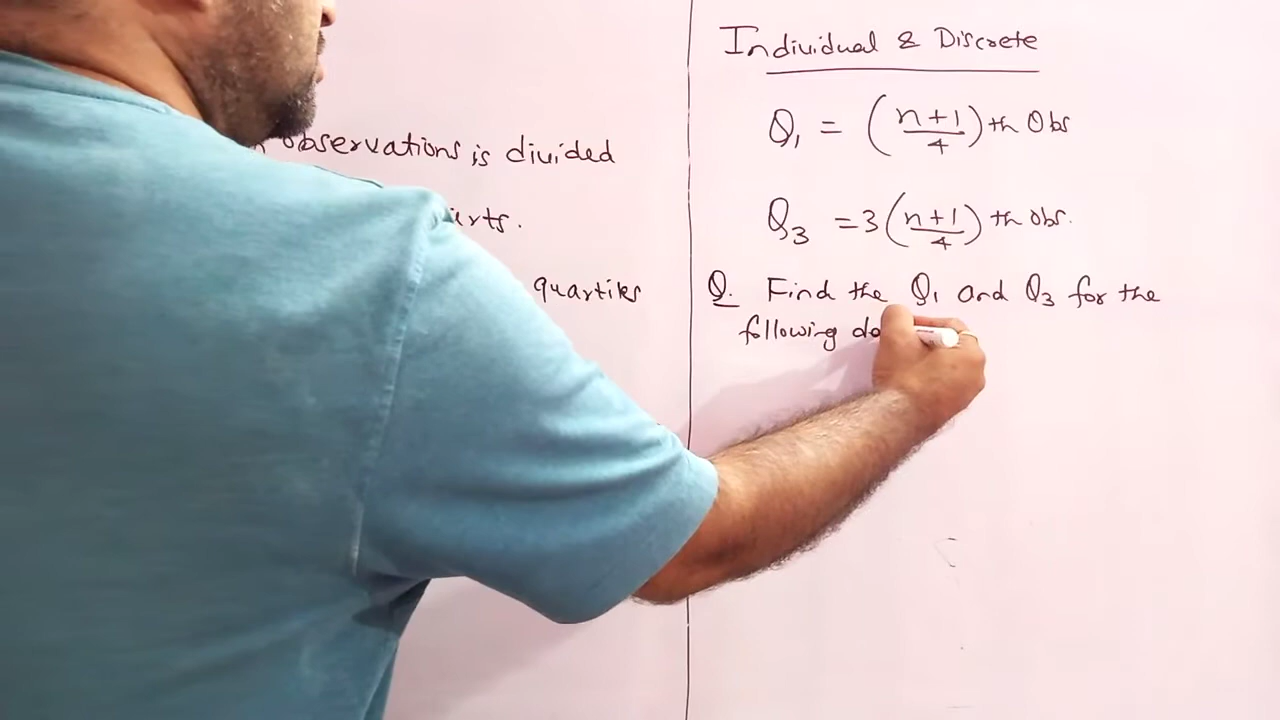 observations is divided
quartiles
Individual & Discrete
Q₁ = (n+1/4) th Obs
Q₃ = 3(n+1/4) th Obs.
Q. Find the Q₁ and Q₃ for the
following